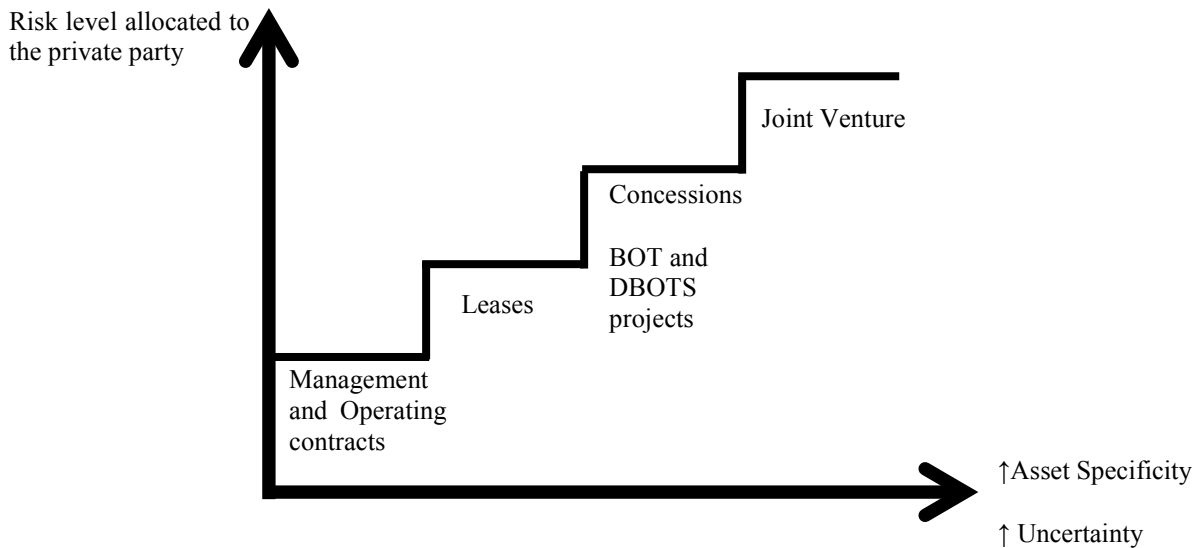 Risk level allocated to
the private party
Joint Venture
Concessions
BOT and
DBOTS
projects
Leases
Management
and Operating
contracts
↑Asset Specificity
↑ Uncertainty